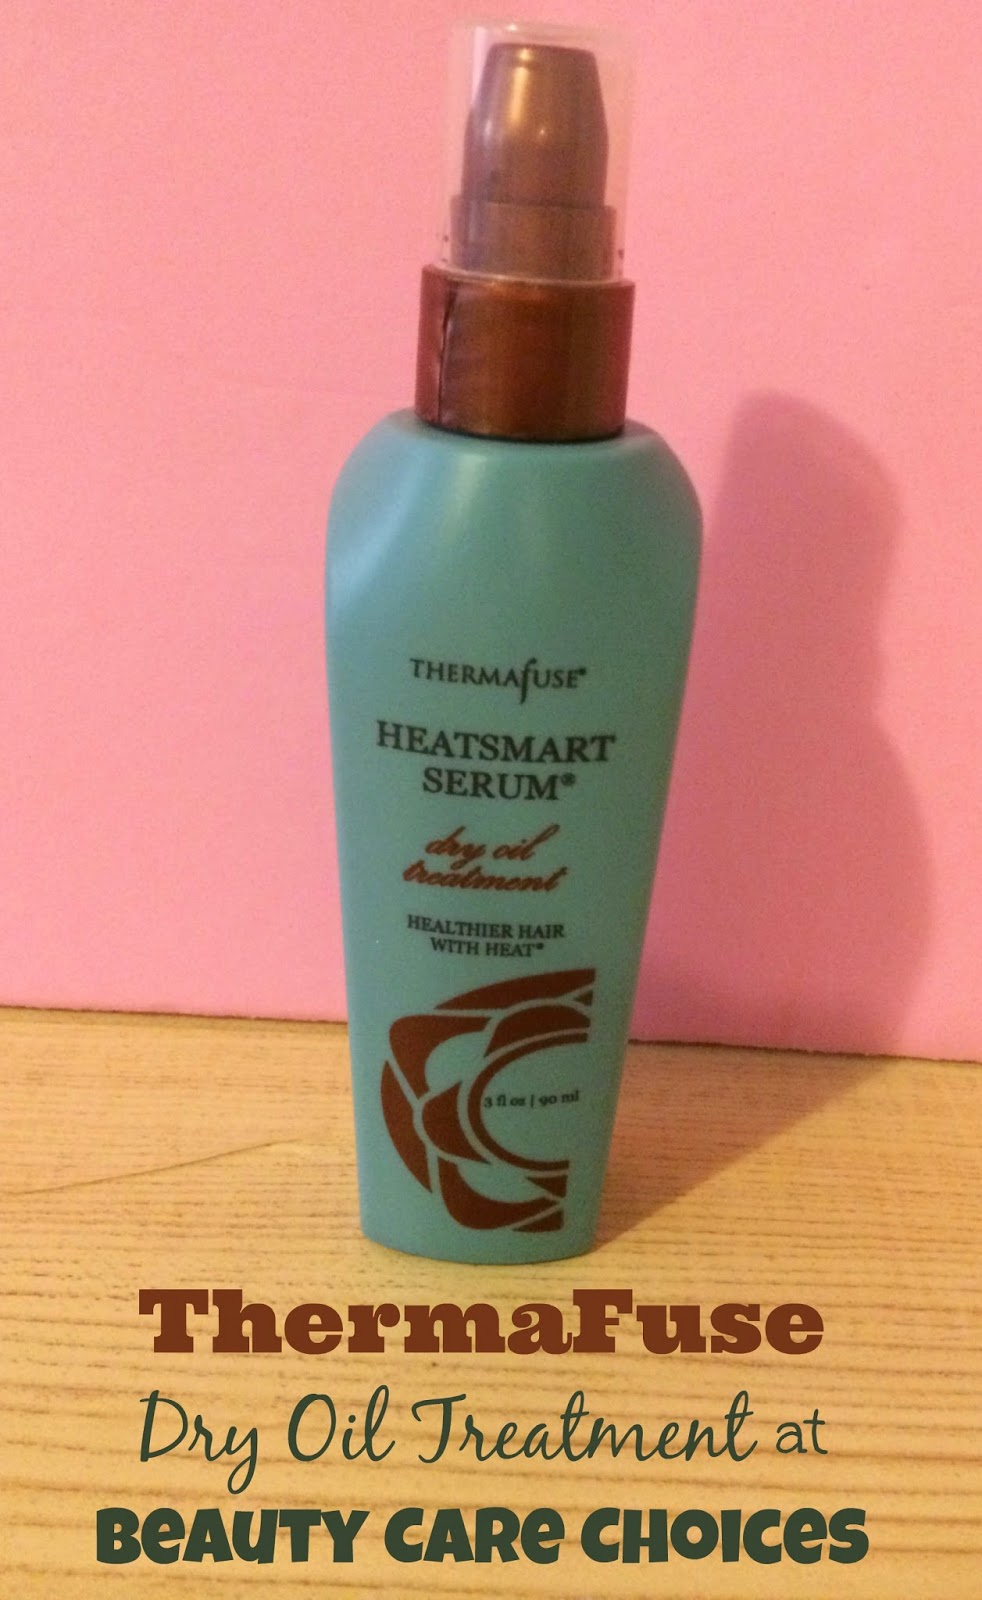 THERMAfUSE®
HEATSMART
SERUM®
dry oil
treatment
HEALTHIER HAIR
WITH HEAT®
3 fl oz | 90 ml
ThermaFuse
Dry Oil Treatment at
Beauty Care Choices